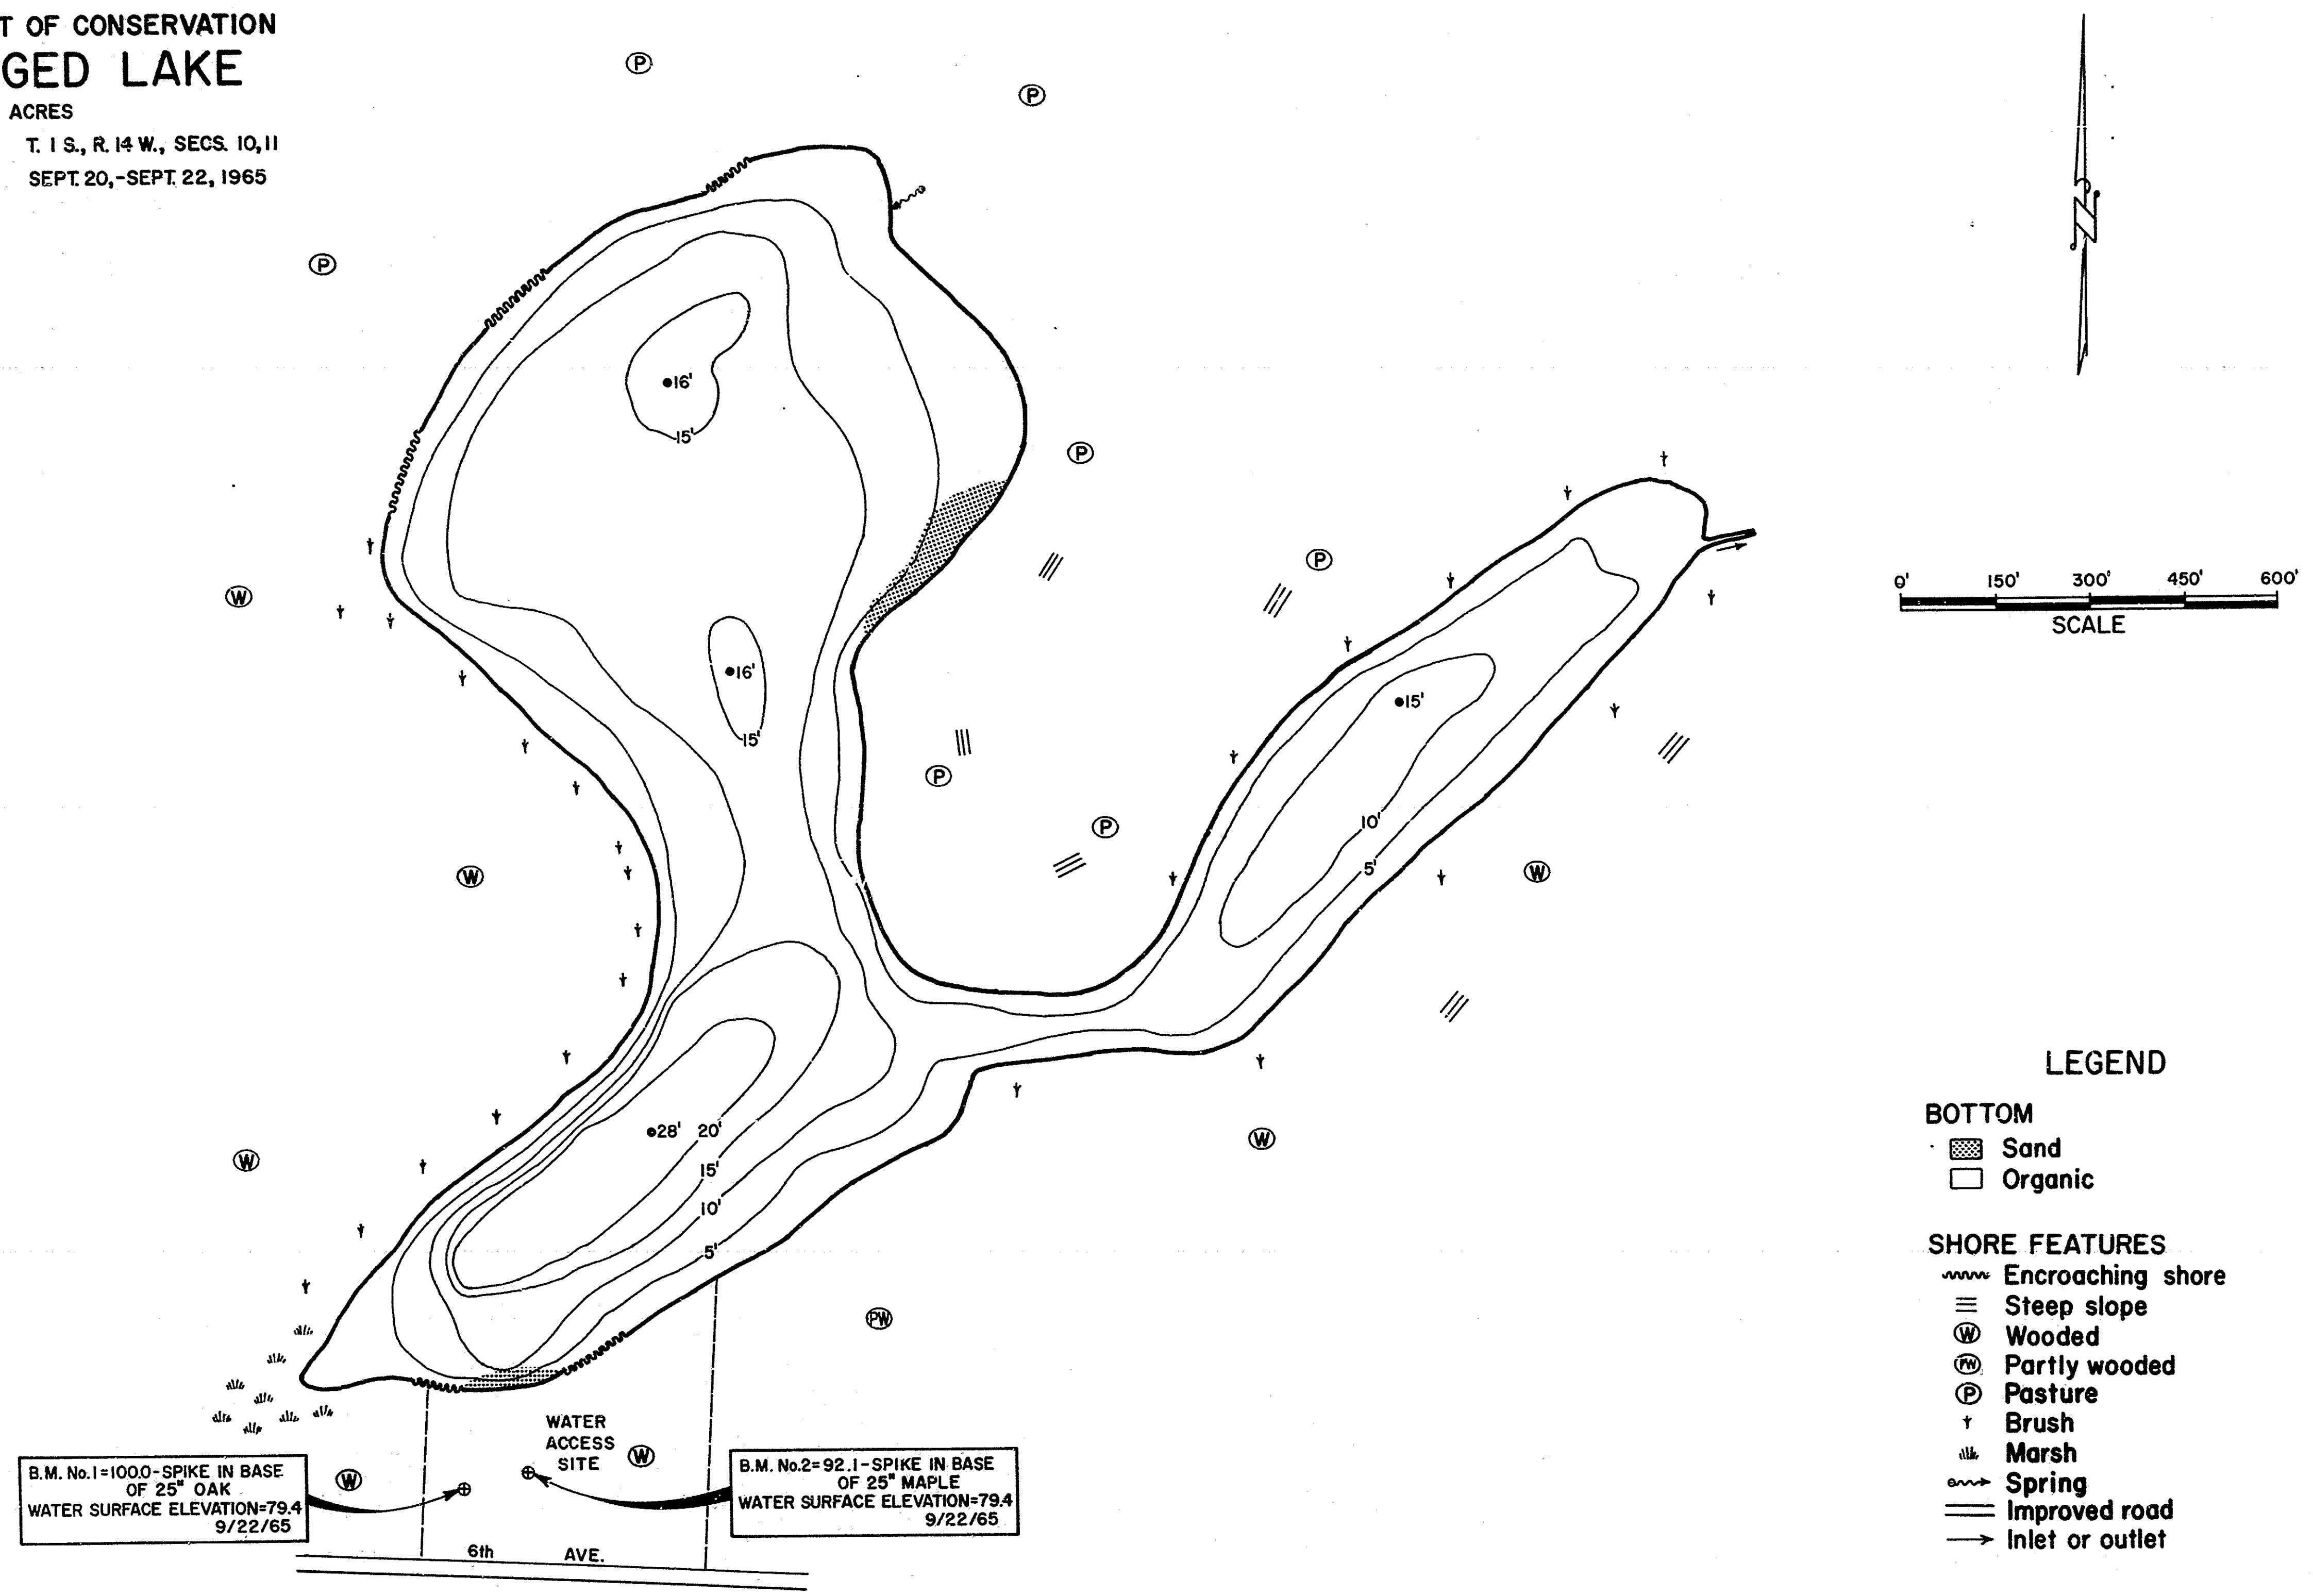 T OF CONSERVATION
GED LAKE
ACRES
T. 1 S., R. 14 W., SECS. 10,11
SEPT. 20,-SEPT. 22, 1965
P
P
P
16'
15'
P
W
P
0' 150' 300' 450' 600'
SCALE
16'
15'
15'
P
P
10'
5'
W
W
28' 20'
15'
10'
5'
W
W
PW
N
LEGEND
BOTTOM
Sand
Organic
SHORE FEATURES
Encroaching shore
Steep slope
W Wooded
PW Partly wooded
P Pasture
Brush
Marsh
Spring
Improved road
Inlet or outlet
WATER
ACCESS
SITE
W
W
B.M. No.1=100.0-SPIKE IN BASE
OF 25" OAK
WATER SURFACE ELEVATION=79.4
9/22/65
B.M. No.2=92.1-SPIKE IN BASE
OF 25" MAPLE
WATER SURFACE ELEVATION=79.4
9/22/65
6th AVE.